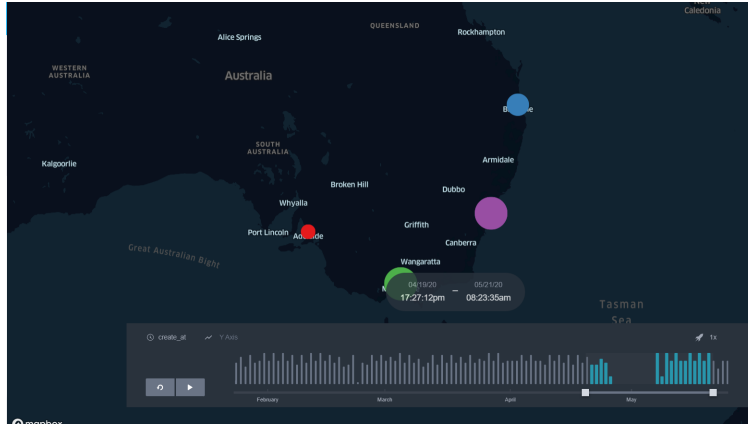 New
Caledonia
QUEENSLAND
Rockhampton
Alice Springs
WESTERN
AUSTRALIA
Australia
SOUTH
AUSTRALIA
Kalgoorlie
Armidale
Broken Hill
Dubbo
Whyalla
Port Lincoln
Griffith
Canberra
Great Australian Bight
Wangaratta
04/19/20 – 05/21/20
17:27:12pm 08:23:35am
Tasman
Sea
create_at
Y Axis
1x
February
March
April
May
mapbox